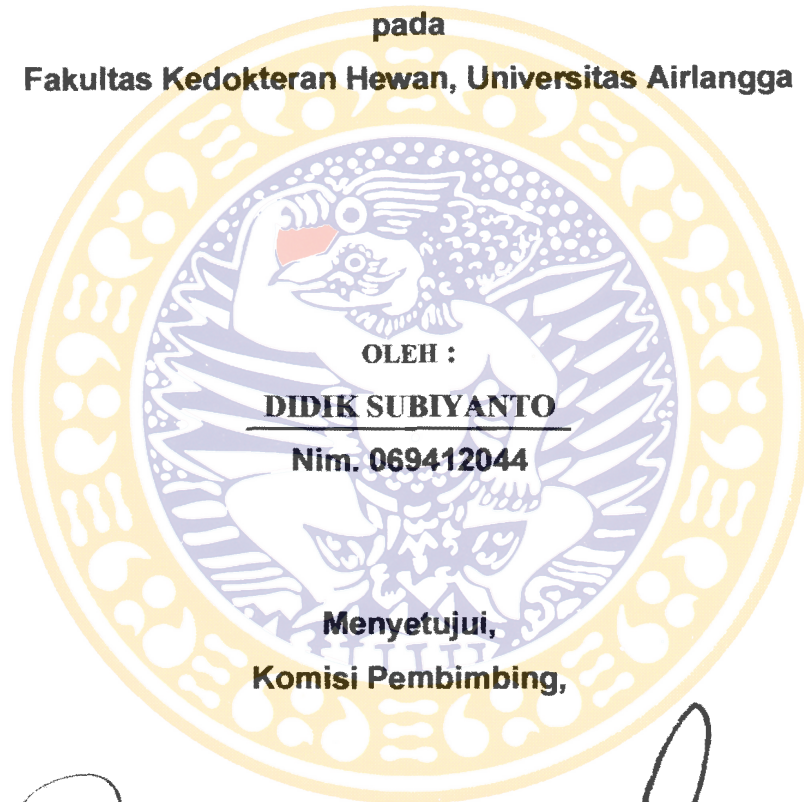 pada
Fakultas Kedokteran Hewan, Universitas Airlangga
OLEH :
DIDIK SUBIYANTO
Nim. 069412044
Menyetujui,
Komisi Pembimbing,